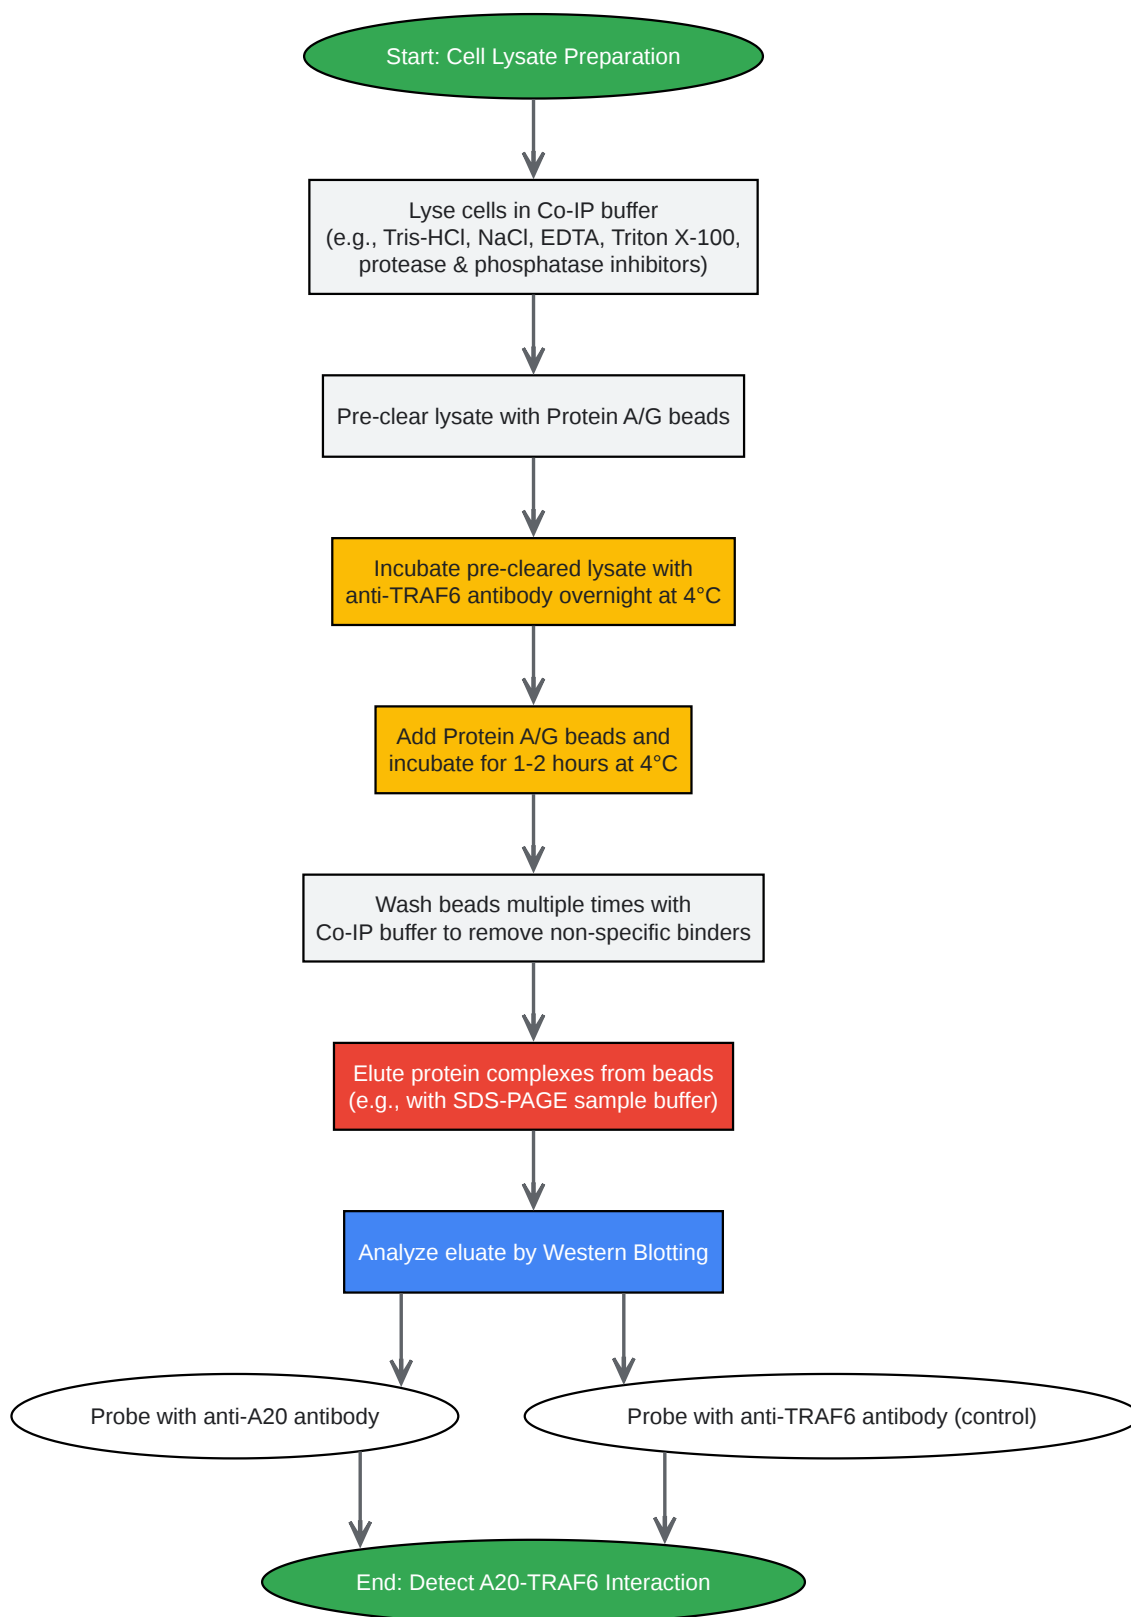 Start: Cell Lysate Preparation
Lyse cells in Co-IP buffer
(e.g., Tris-HCl, NaCl, EDTA, Triton X-100,
protease & phosphatase inhibitors)
Pre-clear lysate with Protein A/G beads
Incubate pre-cleared lysate with
anti-TRAF6 antibody overnight at 4°C
Add Protein A/G beads and
incubate for 1-2 hours at 4°C
Wash beads multiple times with
Co-IP buffer to remove non-specific binders
Elute protein complexes from beads
(e.g., with SDS-PAGE sample buffer)
Analyze eluate by Western Blotting
Probe with anti-A20 antibody
Probe with anti-TRAF6 antibody (control)
End: Detect A20-TRAF6 Interaction